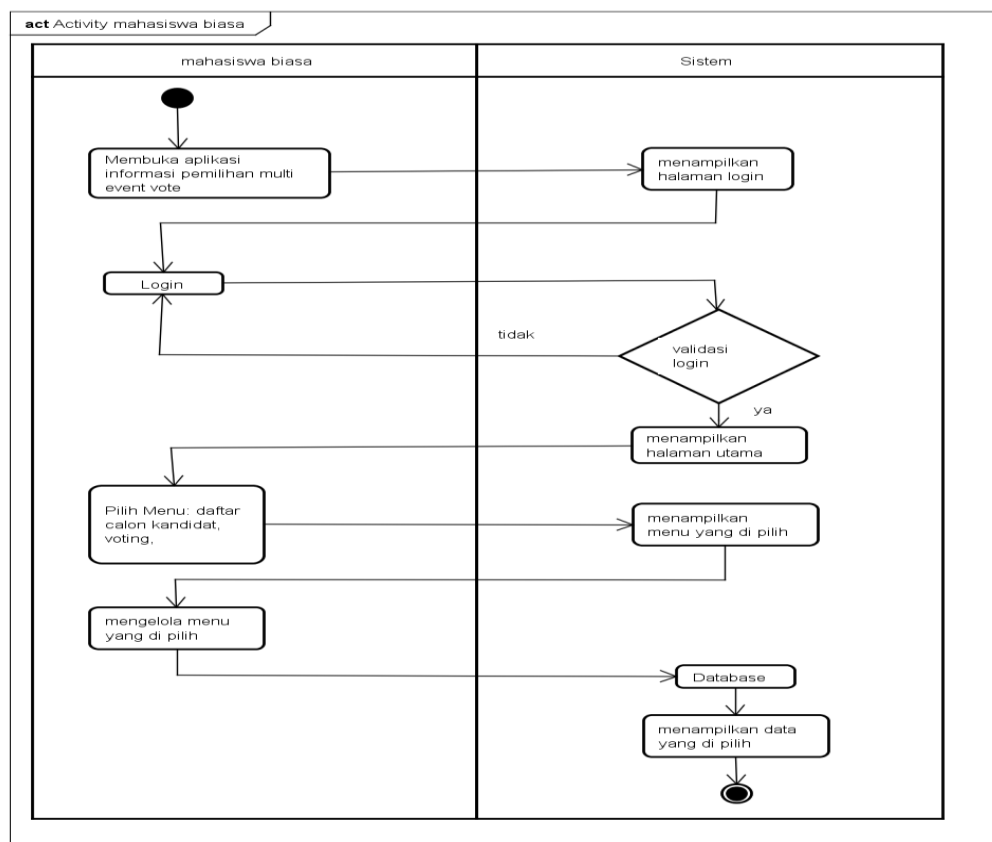 act Activity mahasiswa biasa
mahasiswa biasa
Sistem
Membuka aplikasi
informasi pemilihan multi
event vote
menampilkan
halaman login
Login
tidak
validasi
login
ya
menampilkan
halaman utama
Pilih Menu: daftar
calon kandidat,
voting,
menampilkan
menu yang di pilih
mengelola menu
yang di pilih
Database
menampilkan data
yang di pilih